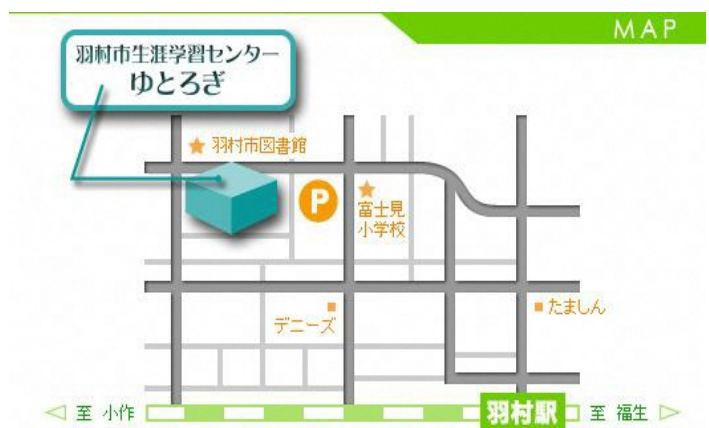 MAP
羽村市生涯学習センター
ゆとろぎ
羽村市図書館
P
富士見
小学校
デニーズ
たましん
◁ 至 小作
羽村駅
至 福生 ▷